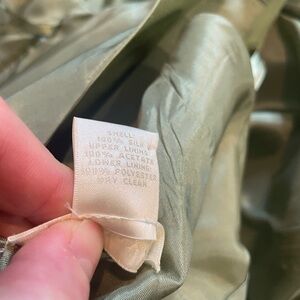 SHELL:
100% SILK
UPPER LINING:
100% ACETATE
LOWER LINING:
100% POLYESTER
DRY CLEAN